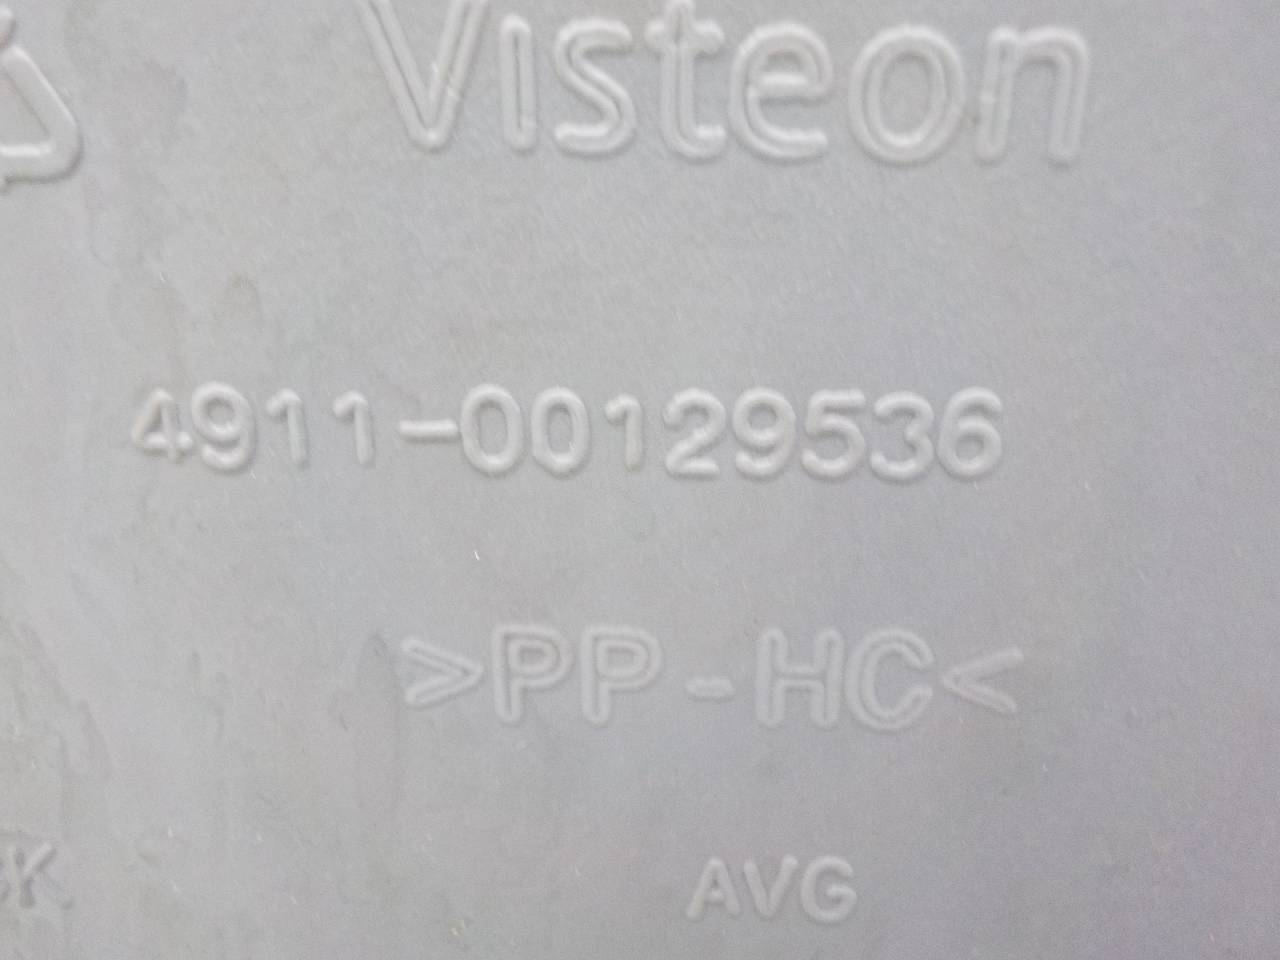 Visteon
4911-00129536
>PP-HC<
AVG